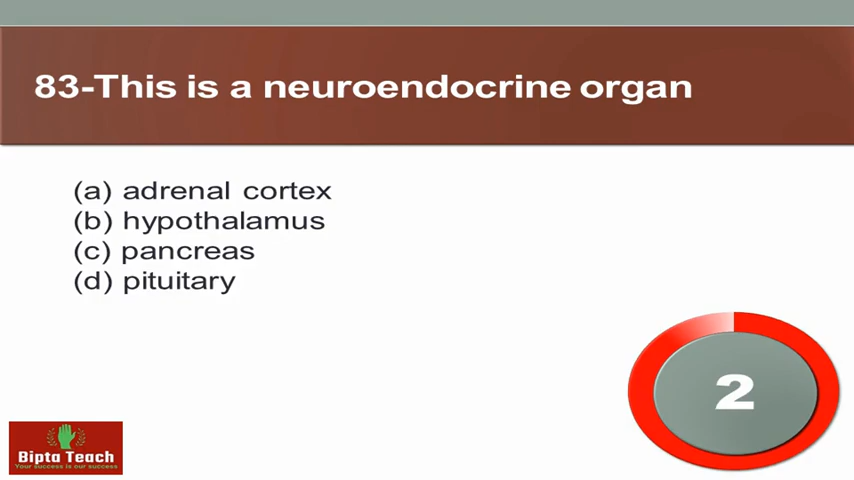 83-This is a neuroendocrine organ
(a) adrenal cortex
(b) hypothalamus
(c) pancreas
(d) pituitary
2
Bipta Teach
Your success is our success